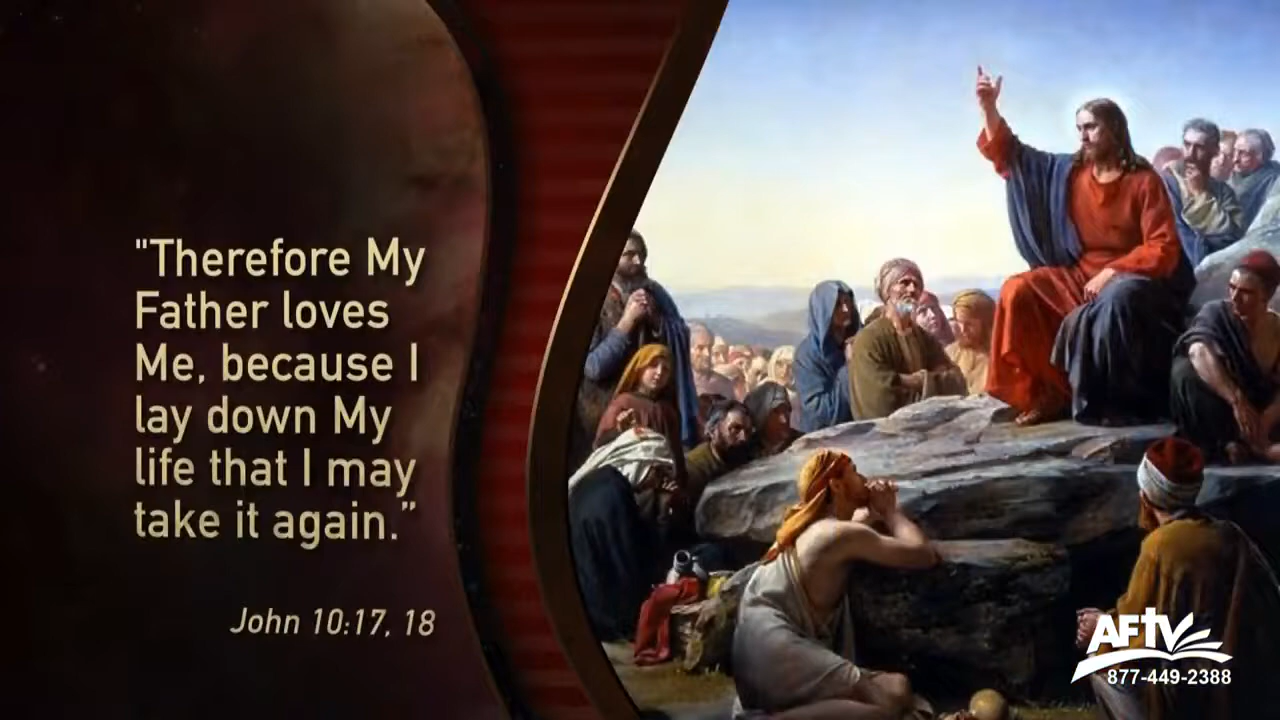 "Therefore My
Father loves
Me, because I
lay down My
life that I may
take it again.”
John 10:17, 18
AFTV
877-449-2388